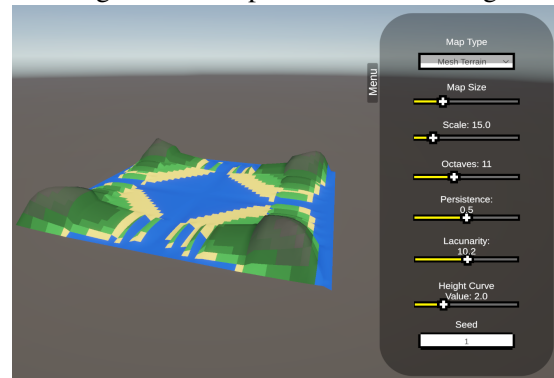 Menu
Map Type
Mesh Terrain
Map Size
Scale: 15.0
Octaves: 11
Persistence:
0.5
Lacunarity:
10.2
Height Curve
Value: 2.0
Seed
1